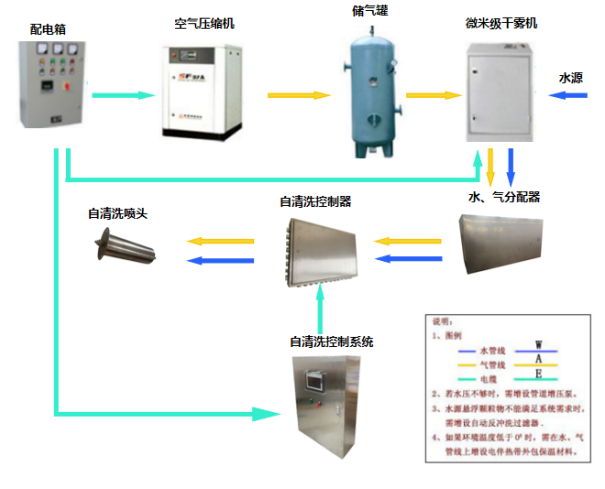 配电箱
空气压缩机
储气罐
微米级干雾机
水源
水、气分配器
自清洗喷头
自清洗控制器
自清洗控制系统
说明:
1、图例
水管线 W
气管线 A
电缆 E
2、若水压不够时,需增设管道增压泵。
3、水源悬浮颗粒物不能满足系统需求时,
需增设自动反冲洗过滤器.
4、如果环境温度低于0°时,需在水、气
管线上增设电伴热带外包保温材料。